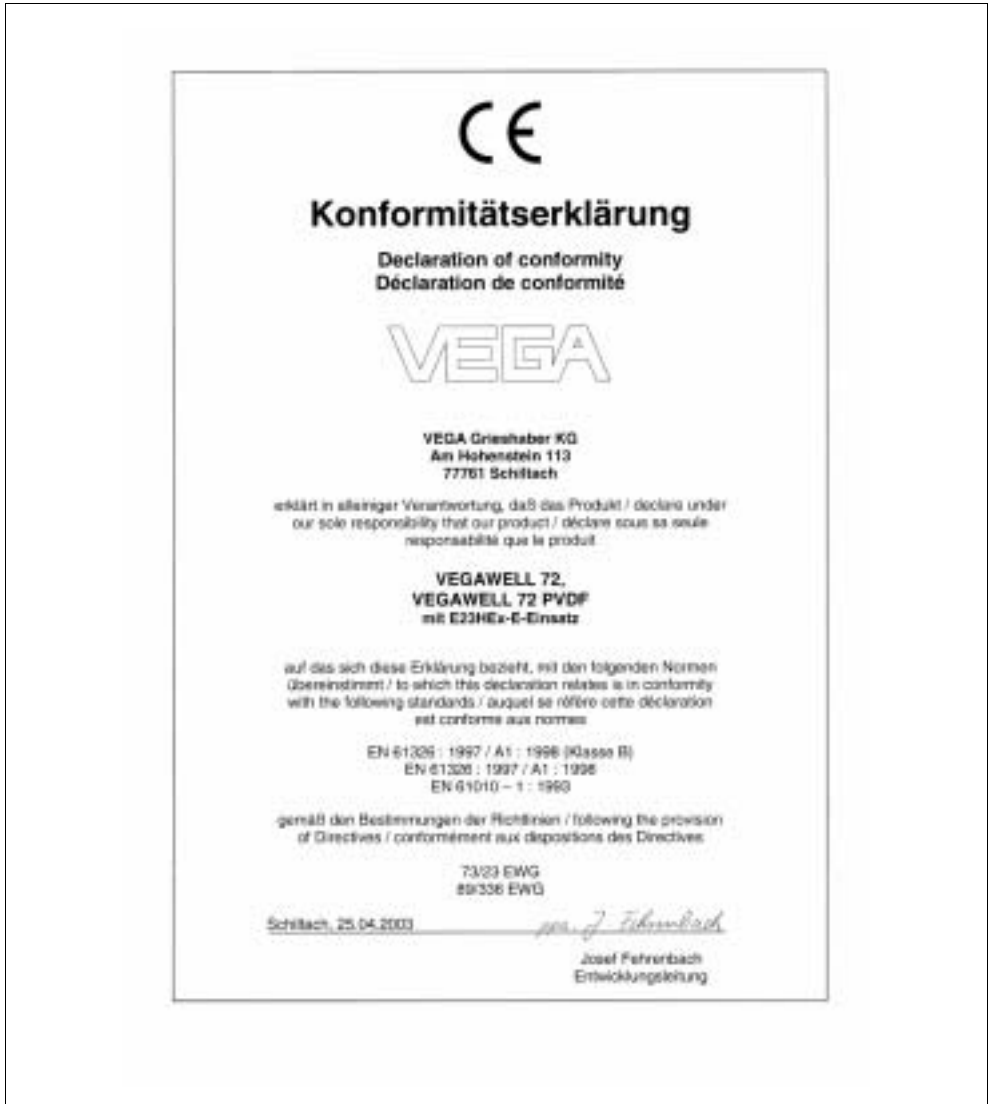 CE
Konformitätserklärung
Declaration of conformity
Déclaration de conformité
VEGA
VEGA Grieshaber KG
Am Hohenstein 113
77761 Schiltach
erklärt in alleiniger Verantwortung, daß das Produkt / declare under
our sole responsibility that our product / déclare sous sa seule
responsabilité que le produit
VEGAWELL 72,
VEGAWELL 72 PVDF
mit E23HEx-E-Einsatz
auf das sich diese Erklärung bezieht, mit den folgenden Normen
übereinstimmt / to which this declaration relates is in conformity
with the following standards / auquel se réfère cette déclaration
est conforme aux normes
EN 61326 : 1997 / A1 : 1998 (Klasse B)
EN 61326 : 1997 / A1 : 1998
EN 61010 – 1 : 1993
gemäß den Bestimmungen der Richtlinien / following the provision
of Directives / conformément aux dispositions des Directives
73/23 EWG
89/336 EWG
Schiltach, 25.04.2003
ppa. J. Fehrenbach
Josef Fehrenbach
Entwicklungsleitung